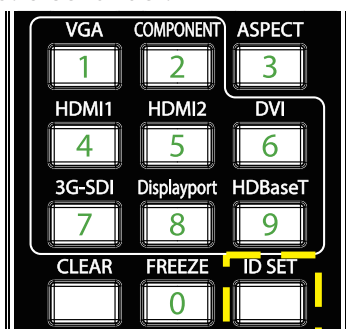 VGA COMPONENT ASPECT
1 2 3
HDMI1 HDMI2 DVI
4 5 6
3G-SDI Displayport HDBaseT
7 8 9
CLEAR FREEZE ID SET
0